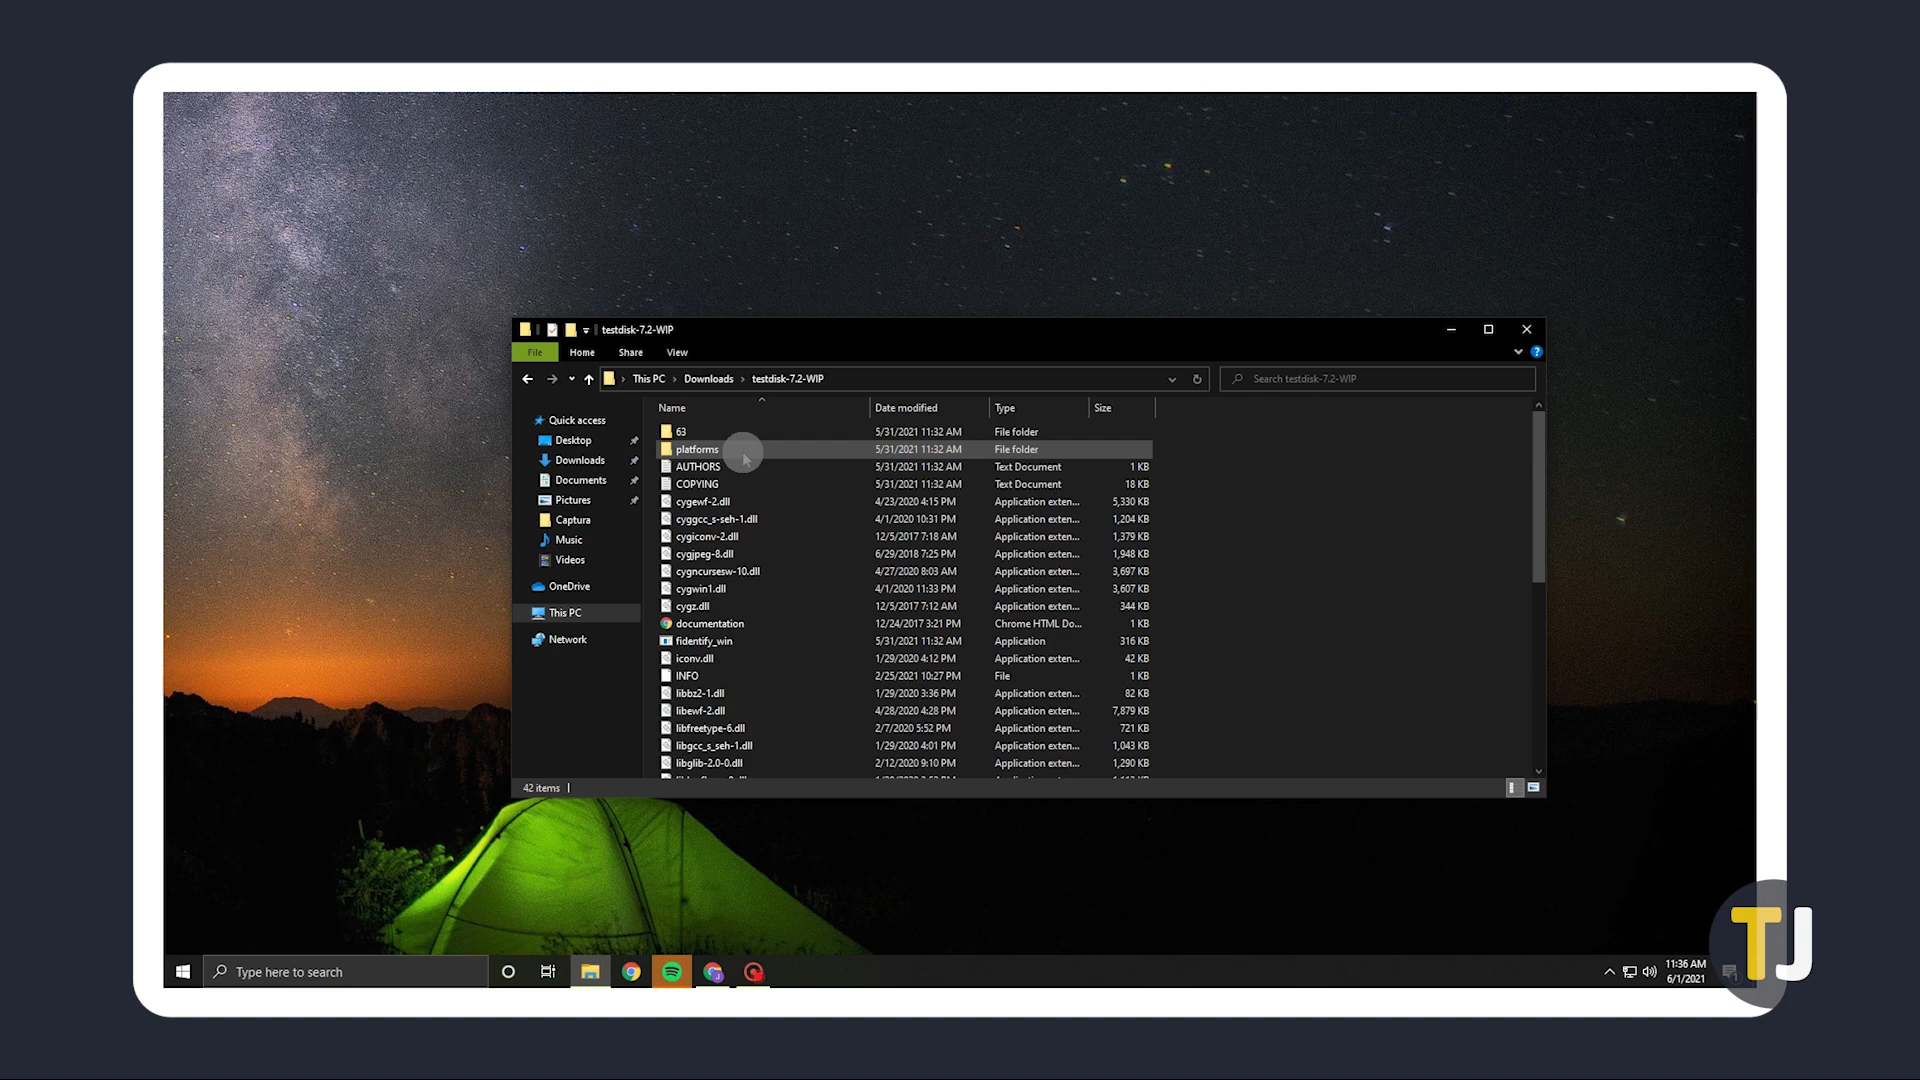 testdisk-7.2-WIP
File Home Share View
This PC Downloads testdisk-7.2-WIP Search testdisk-7.2-WIP
Name Date modified Type Size
Quick access
Desktop
Downloads
Documents
Pictures
Captura
Music
Videos
OneDrive
This PC
Network
63 5/31/2021 11:32 AM File folder
platforms 5/31/2021 11:32 AM File folder
AUTHORS 5/31/2021 11:32 AM Text Document 1 KB
COPYING 5/31/2021 11:32 AM Text Document 18 KB
cygewf-2.dll 4/23/2020 4:15 PM Application exten... 5,330 KB
cyggcc_s-seh-1.dll 4/1/2020 10:31 PM Application exten... 1,204 KB
cygiconv-2.dll 12/5/2017 7:18 AM Application exten... 1,379 KB
cygjpeg-8.dll 6/29/2018 7:25 PM Application exten... 1,948 KB
cygncursesw-10.dll 4/27/2020 8:03 AM Application exten... 3,697 KB
cygwin1.dll 4/1/2020 11:33 PM Application exten... 3,607 KB
cygz.dll 12/5/2017 7:12 AM Application exten... 344 KB
documentation 12/24/2017 3:21 PM Chrome HTML Do... 1 KB
fidentify_win 5/31/2021 11:32 AM Application 316 KB
iconv.dll 1/29/2020 4:12 PM Application exten... 42 KB
INFO 2/25/2021 10:27 PM File 1 KB
libbz2-1.dll 1/29/2020 3:36 PM Application exten... 82 KB
libewf-2.dll 4/28/2020 4:28 PM Application exten... 7,879 KB
libfreetype-6.dll 2/7/2020 5:52 PM Application exten... 721 KB
libgcc_s_seh-1.dll 1/29/2020 4:01 PM Application exten... 1,043 KB
libglib-2.0-0.dll 2/12/2020 9:10 PM Application exten... 1,290 KB
42 items
Type here to search
11:36 AM
6/1/2021
TJ